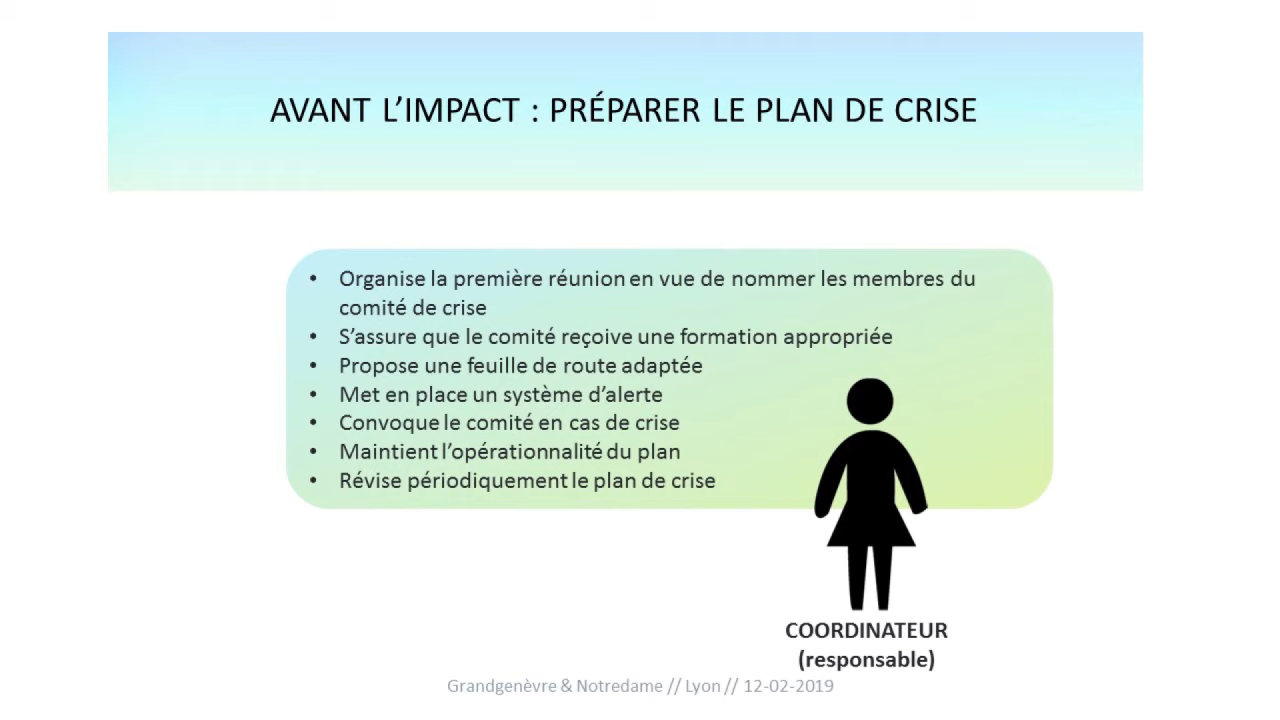 AVANT L’IMPACT : PRÉPARER LE PLAN DE CRISE
• Organise la première réunion en vue de nommer les membres du
comité de crise
• S’assure que le comité reçoive une formation appropriée
• Propose une feuille de route adaptée
• Met en place un système d’alerte
• Convoque le comité en cas de crise
• Maintient l’opérationnalité du plan
• Révise périodiquement le plan de crise
COORDINATEUR
(responsable)
Grandgenèvre & Notredame // Lyon // 12-02-2019